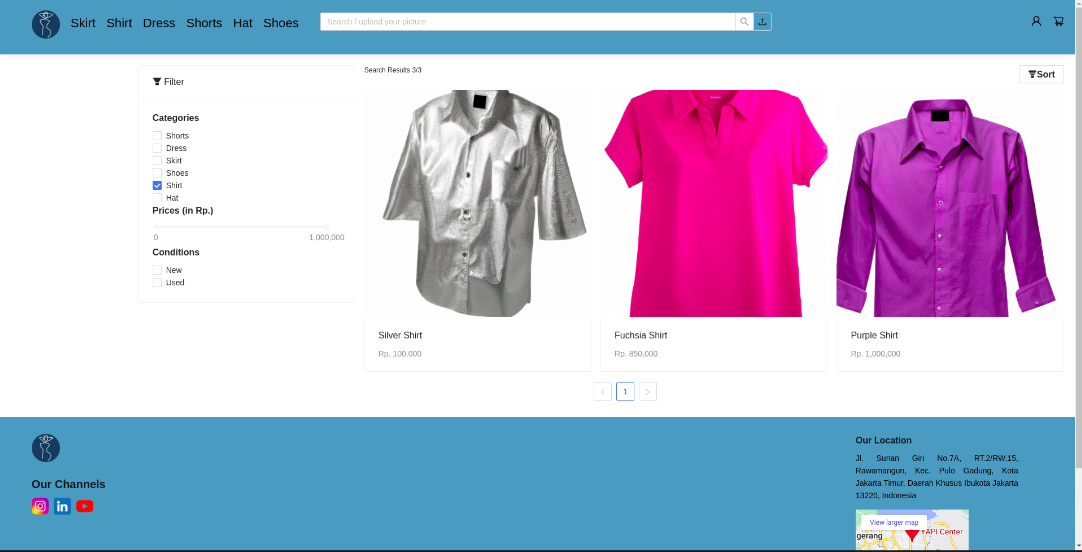 Skirt Shirt Dress Shorts Hat Shoes
Search / upload your picture
Filter
Categories
Shorts
Dress
Skirt
Shoes
Shirt
Hat
Prices (in Rp.)
0 1.000,000
Conditions
New
Used
Search Results 3/3
Sort
Silver Shirt
Rp. 100,000
Fuchsia Shirt
Rp. 850,000
Purple Shirt
Rp. 1,000,000
1
Our Channels
Our Location
Jl. Sunan Giri No.7A, RT.2/RW.15,
Rawamangun, Kec. Pulo Gadung, Kota
Jakarta Timur, Daerah Khusus Ibukota Jakarta
13220, Indonesia
View larger map
gerang
API Center